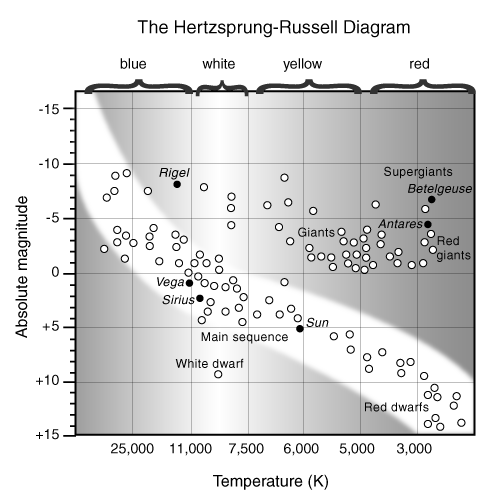 The Hertzsprung-Russell Diagram
blue white yellow red
-15
-10
-5
0
+5
+10
+15
Absolute magnitude
Rigel
Supergiants
Betelgeuse
Antares
Giants
Red
giants
Vega
Sirius
Sun
Main sequence
White dwarf
Red dwarfs
25,000 11,000 7,500 6,000 5,000 3,000
Temperature (K)